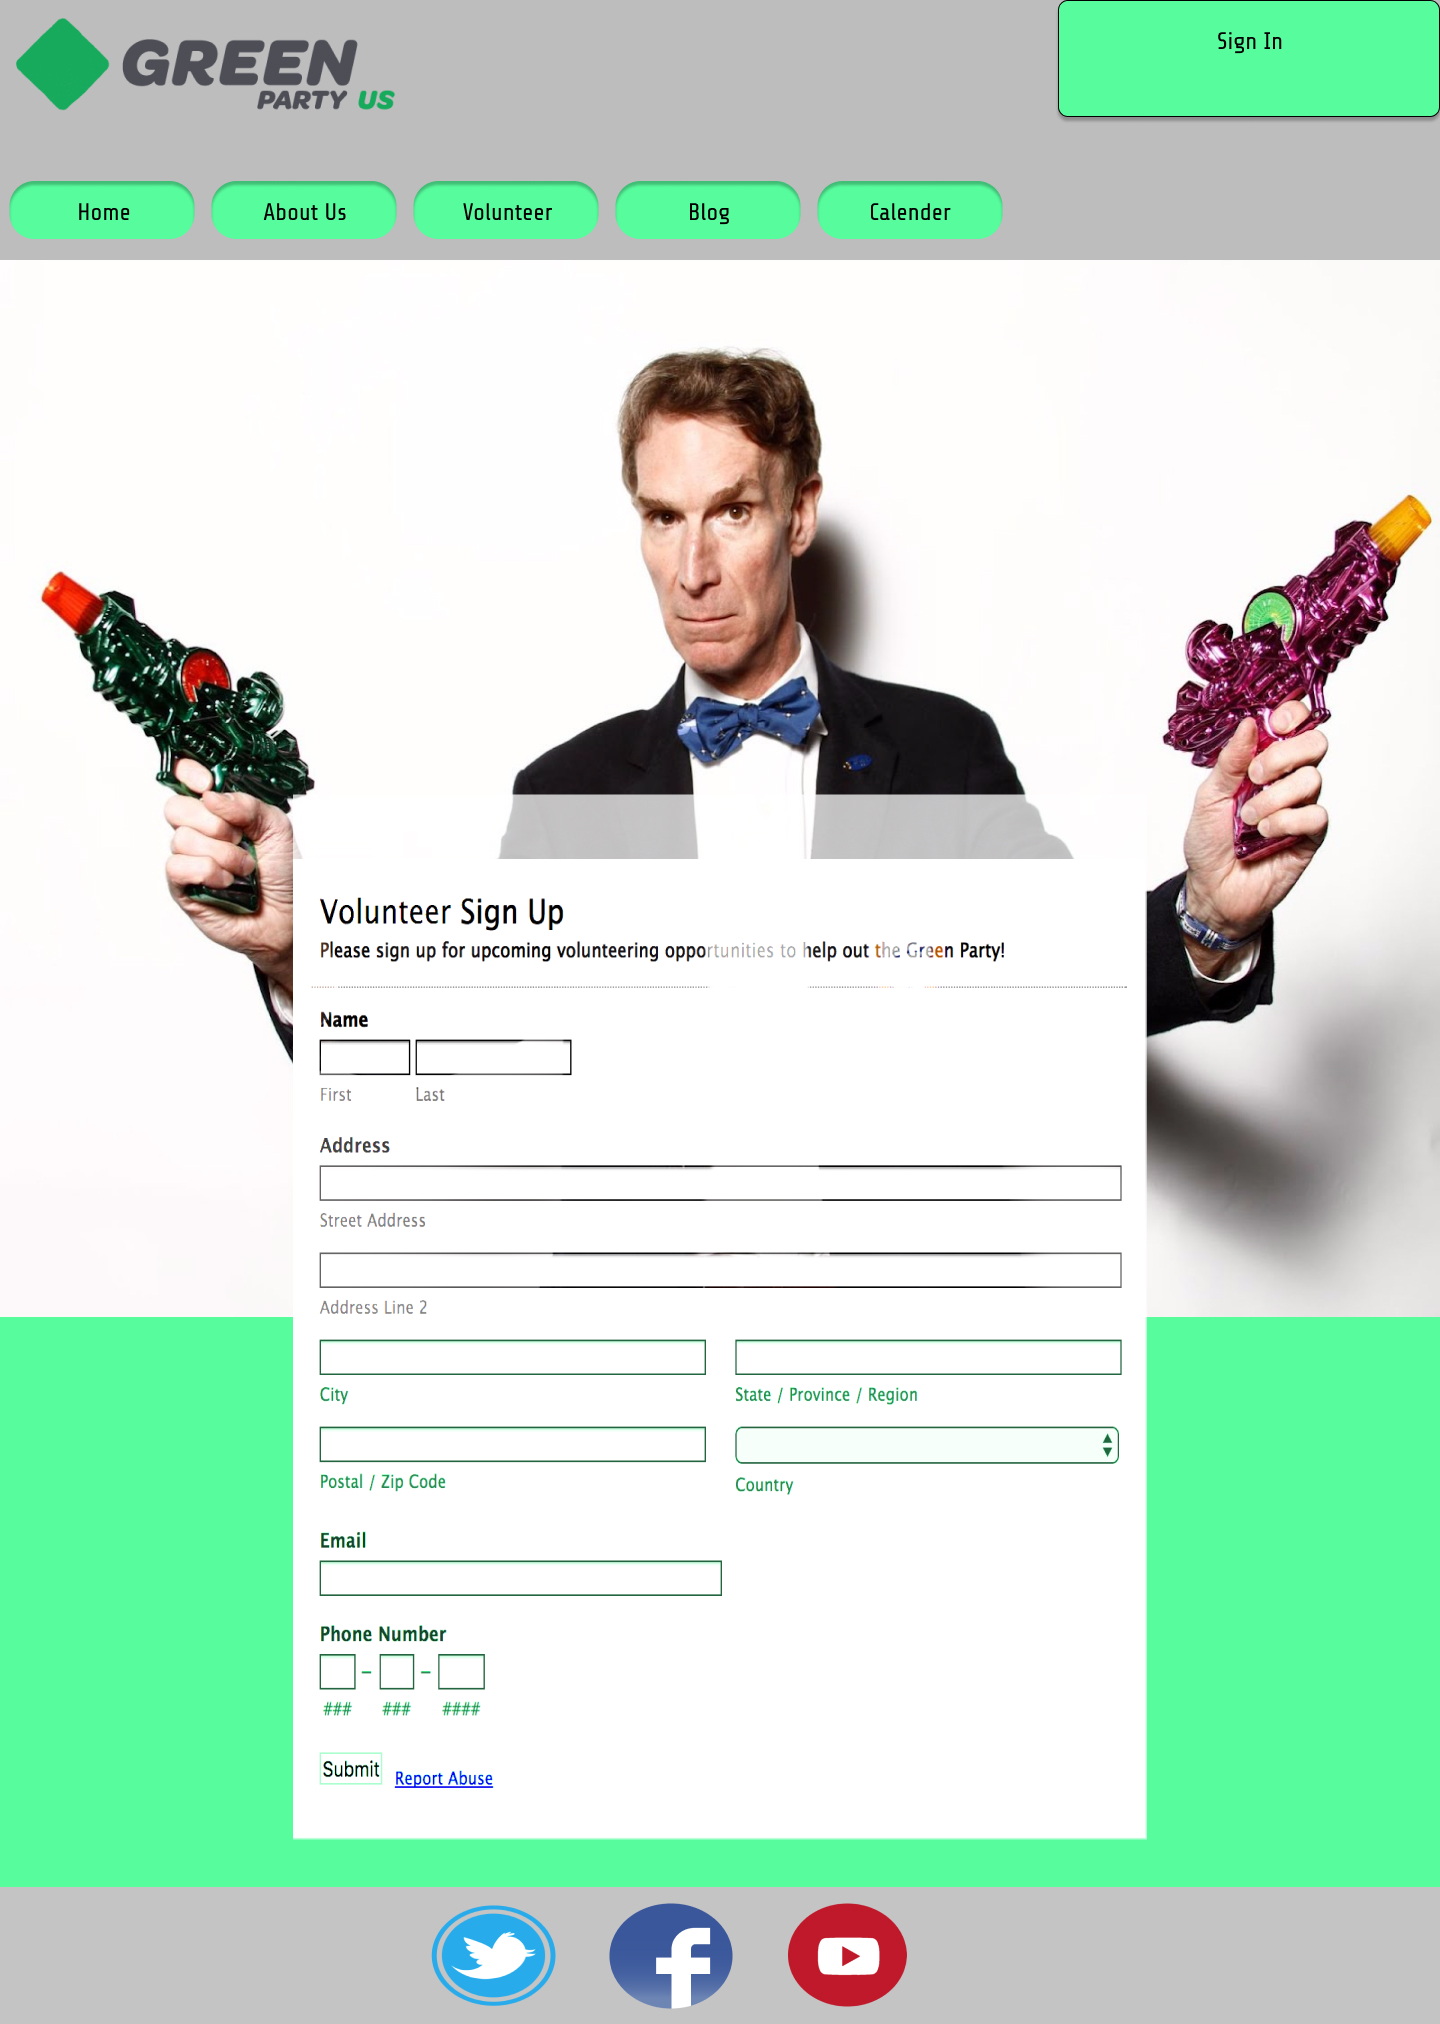 GREEN
PARTY US
Sign In
Home About Us Volunteer Blog Calender
Volunteer Sign Up
Please sign up for upcoming volunteering opportunities to help out the Green Party!
Name
First Last
Address
Street Address
Address Line 2
City State / Province / Region
Postal / Zip Code Country
Email
Phone Number
– –
### ### ####
Submit Report Abuse
f